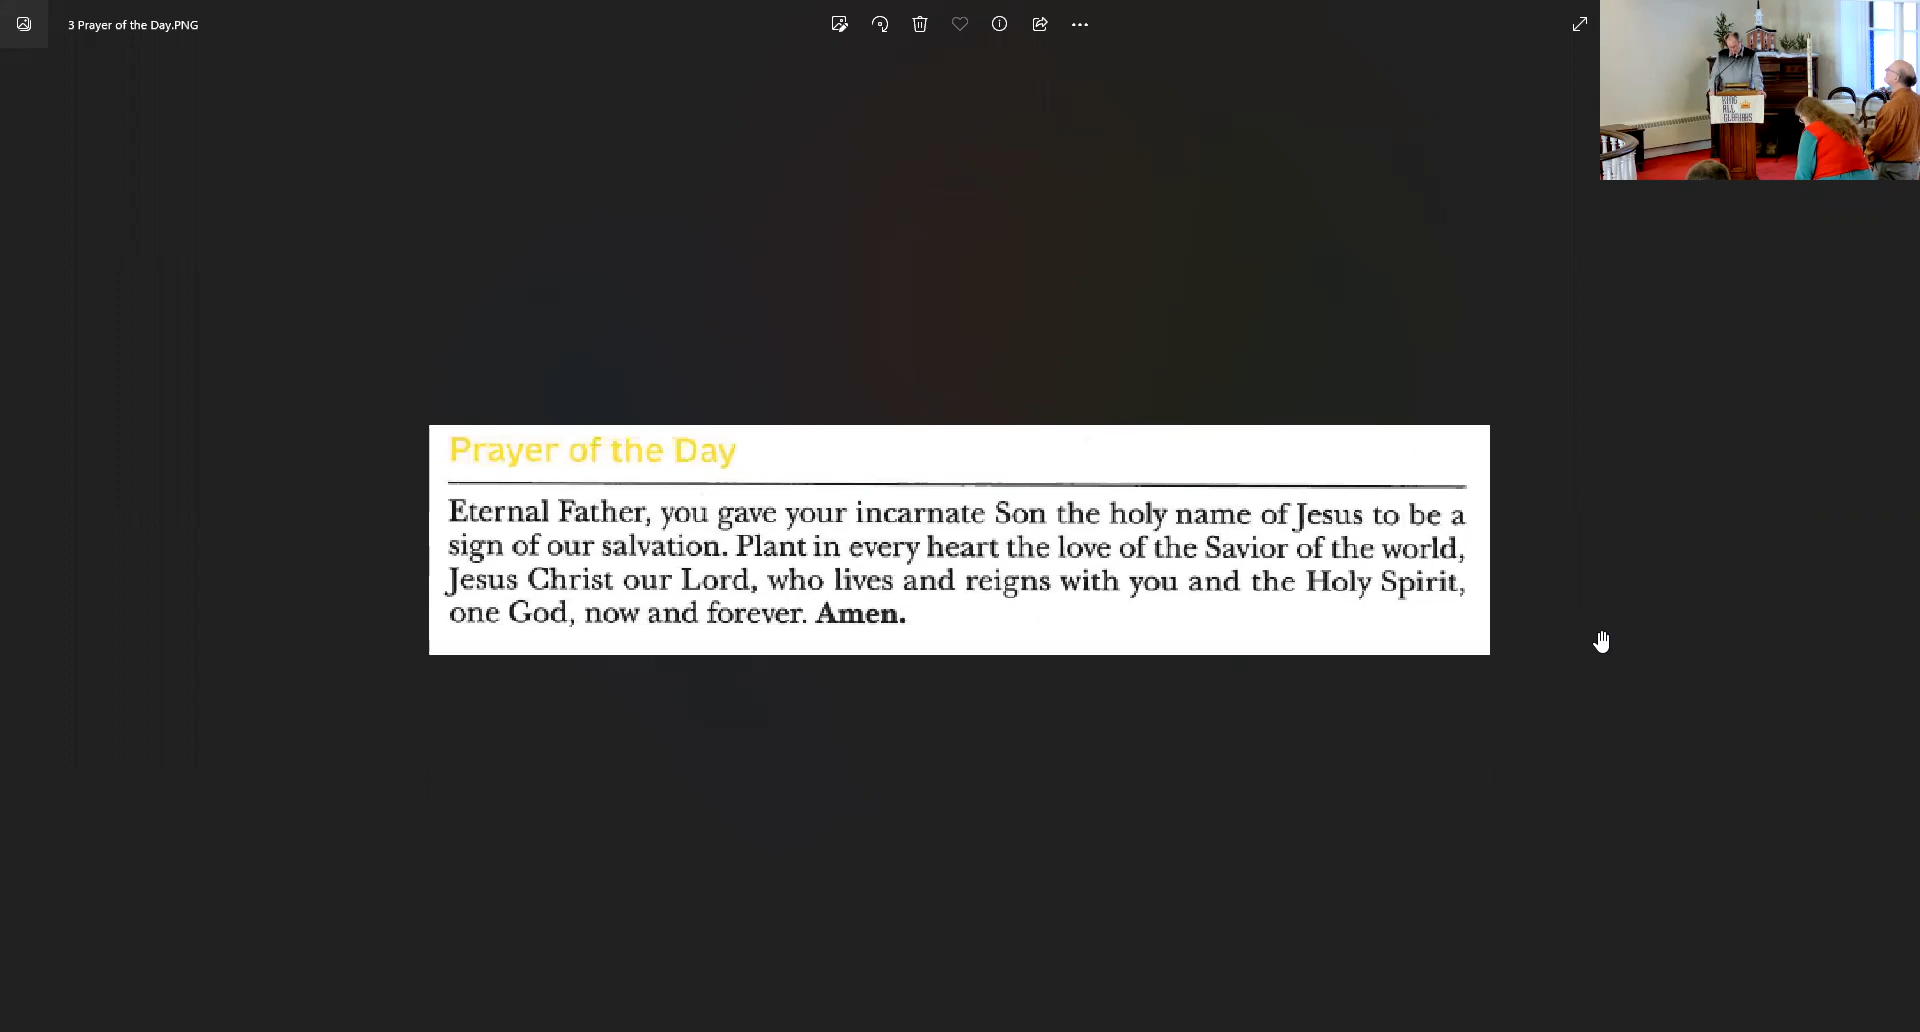 3 Prayer of the Day.PNG
KING
ALL
GLORIOUS
Prayer of the Day
Eternal Father, you gave your incarnate Son the holy name of Jesus to be a
sign of our salvation. Plant in every heart the love of the Savior of the world,
Jesus Christ our Lord, who lives and reigns with you and the Holy Spirit,
one God, now and forever. Amen.